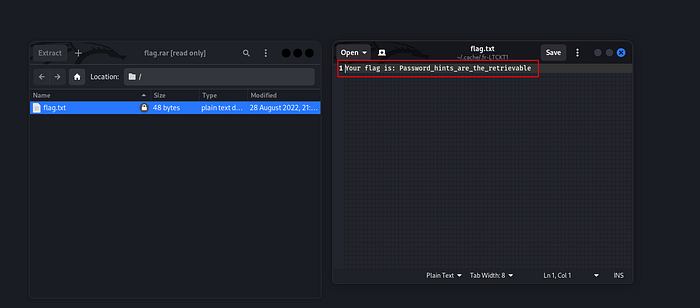 Extract
flag.rar [read only]
Location: /
Name Size Type Modified
flag.txt 48 bytes plain text d... 28 August 2022, 21:...
Open
flag.txt
~/.cache/.fr-LTCKT1
Save
1 Your flag is: Password_hints_are_the_retrievable
Plain Text Tab Width: 8 Ln 1, Col 1 INS